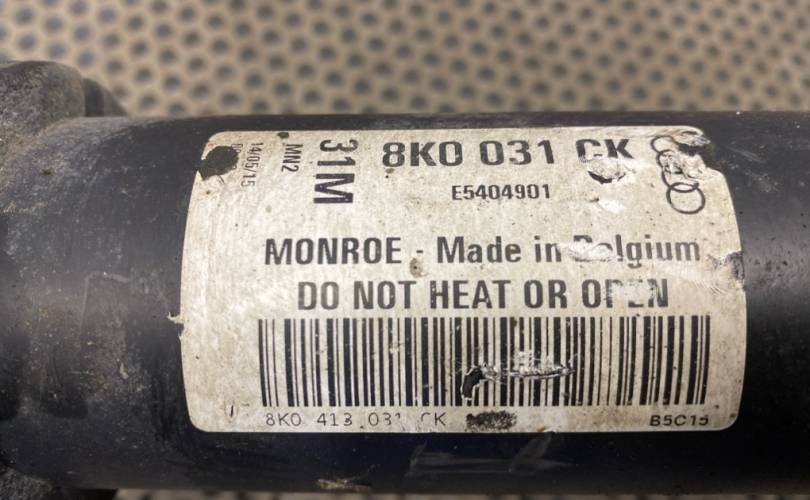 8K0 031 CK
E5404901
MONROE - Made in Belgium
DO NOT HEAT OR OPEN
8K0 413 031 CK
B5C15
31M
MN2
14/05/15